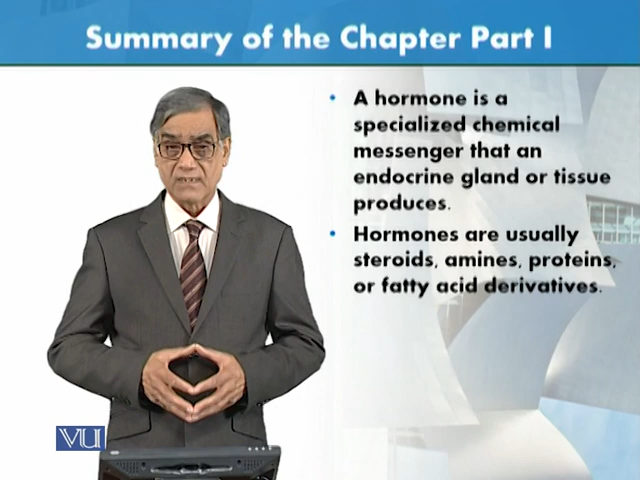 Summary of the Chapter Part I
• A hormone is a
specialized chemical
messenger that an
endocrine gland or tissue
produces.
• Hormones are usually
steroids, amines, proteins,
or fatty acid derivatives.
VU